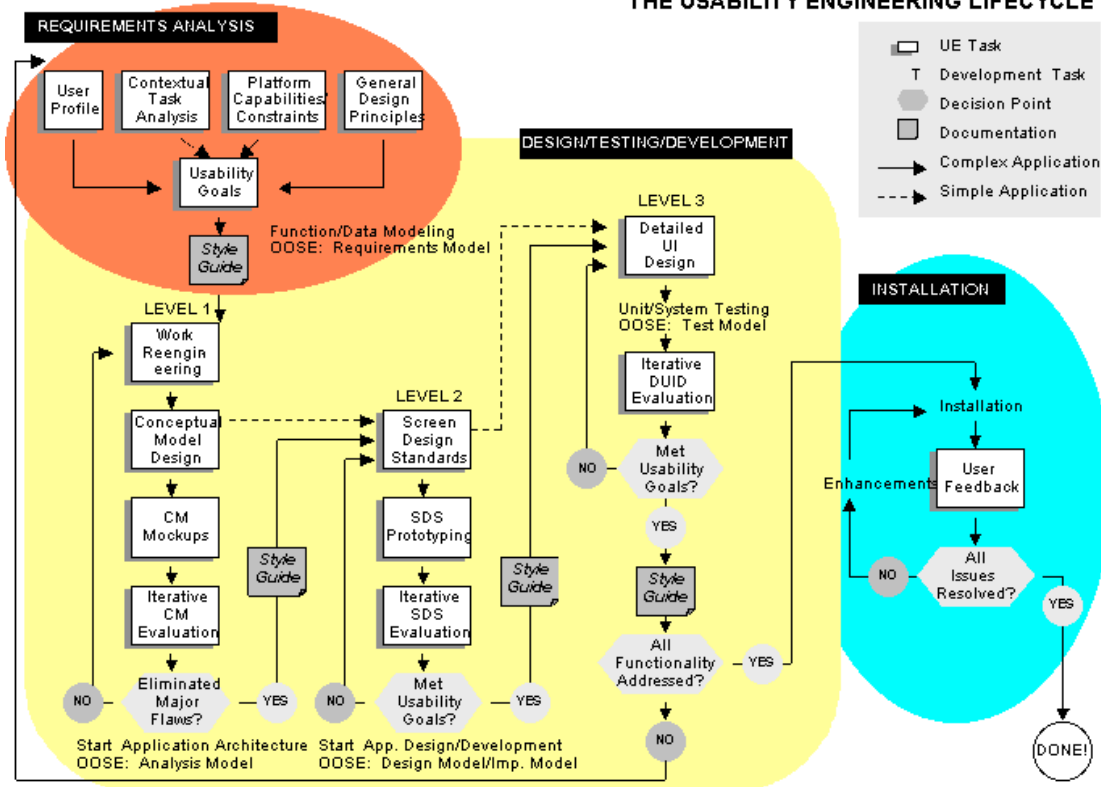 THE USABILITY ENGINEERING LIFECYCLE
REQUIREMENTS ANALYSIS
User
Profile
Contextual
Task
Analysis
Platform
Capabilities/
Constraints
General
Design
Principles
Usability
Goals
Style
Guide
Function/Data Modeling
OOSE: Requirements Model
UE Task
T Development Task
Decision Point
Documentation
Complex Application
Simple Application
DESIGN/TESTING/DEVELOPMENT
LEVEL 1
Work
Reengin
eering
Conceptual
Model
Design
CM
Mockups
Iterative
CM
Evaluation
Eliminated
Major
Flaws?
NO
YES
Style
Guide
Start Application Architecture
OOSE: Analysis Model
LEVEL 2
Screen
Design
Standards
SDS
Prototyping
Iterative
SDS
Evaluation
Met
Usability
Goals?
NO
YES
Style
Guide
Start App. Design/Development
OOSE: Design Model/Imp. Model
LEVEL 3
Detailed
UI
Design
Unit/System Testing
OOSE: Test Model
Iterative
DUID
Evaluation
Met
Usability
Goals?
NO
YES
Style
Guide
All
Functionality
Addressed?
YES
NO
INSTALLATION
Installation
User
Feedback
Enhancements
All
Issues
Resolved?
NO
YES
DONE!